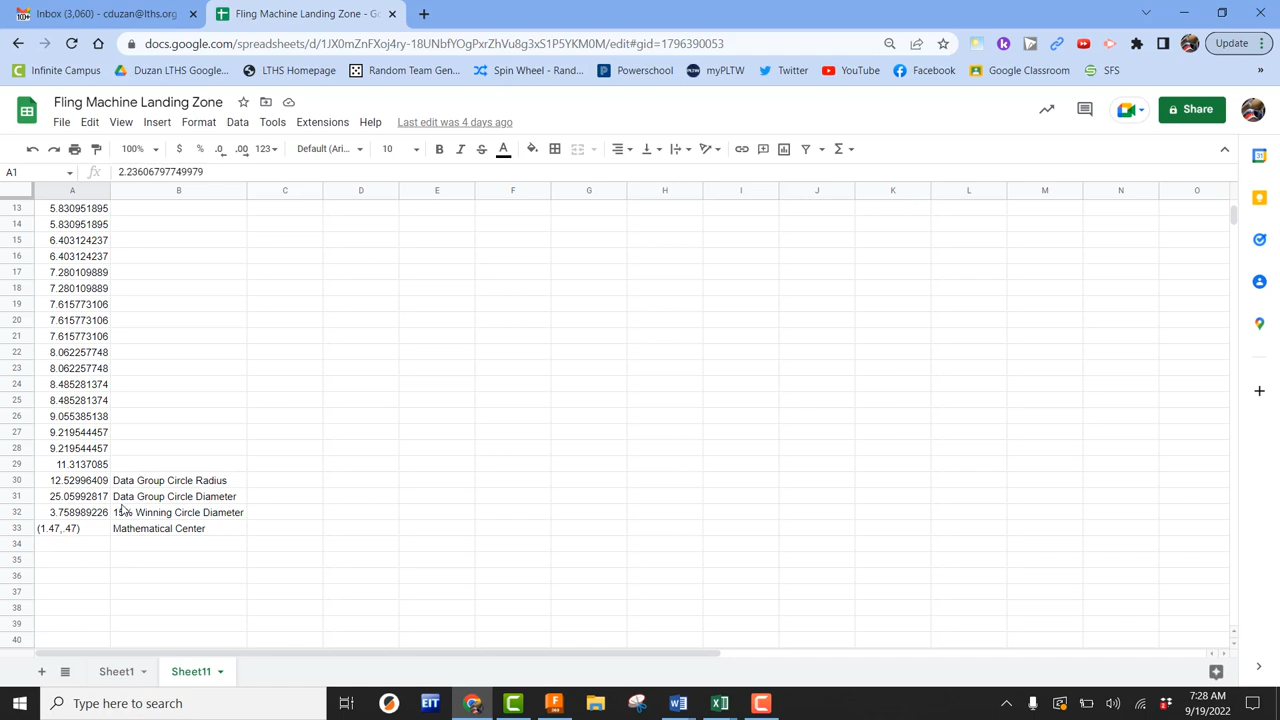 Inbox (3,060) - cduzan@lths.org
Fling Machine Landing Zone - Go
docs.google.com/spreadsheets/d/1JX0mZnFXei4ry-18UNbfYOgPxrZhVu8g3xS1P5YKM0M/edit#gid=1796390053
Update
Infinite Campus
Duzan LTHS Google...
LTHS Homepage
Random Team Gen...
Spin Wheel - Rand...
Powerschool
myPLTW
Twitter
YouTube
Facebook
Google Classroom
SFS
»
Fling Machine Landing Zone
File Edit View Insert Format Data Tools Extensions Help
Last edit was 4 days ago
Share
100% $ % .0 .00 123 Default (Ari... 10 B I S A Σ
A1 fx 2.23606797749979
A B C D E F G H I J K L M N O
13 5.830951895
14 5.830951895
15 6.403124237
16 6.403124237
17 7.280109889
18 7.280109889
19 7.615773106
20 7.615773106
21 7.615773106
22 8.062257748
23 8.062257748
24 8.485281374
25 8.485281374
26 9.055385138
27 9.219544457
28 9.219544457
29 11.3137085
30 12.52996409 Data Group Circle Radius
31 25.05992817 Data Group Circle Diameter
32 3.758989226 15% Winning Circle Diameter
33 (1.47,.47) Mathematical Center
34
35
36
37
38
39
40
Sheet1 Sheet11
Type here to search
EIT
7:28 AM
9/19/2022